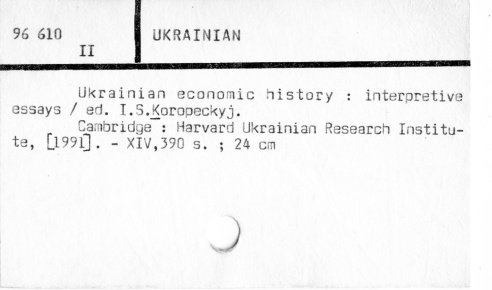 96 610
II
UKRAINIAN
Ukrainian economic history : interpretive
essays / ed. I.S.Koropeckyj.
Cambridge : Harvard Ukrainian Research Institu-
te, [1991]. - XIV,390 s. ; 24 cm